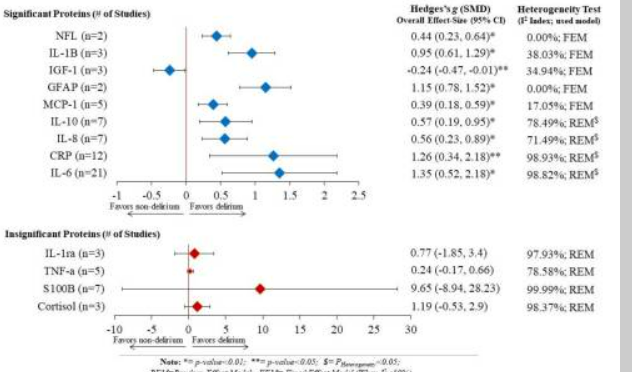 Significant Proteins (# of Studies) Hedges's g (SMD) Heterogeneity Test
Overall Effect-Size (95% CI) (I² Index; used model)
NFL (n=2) 0.44 (0.23, 0.64)* 0.00%; FEM
IL-1B (n=3) 0.95 (0.61, 1.29)* 38.03%; FEM
IGF-1 (n=3) -0.24 (-0.47, -0.01)** 34.94%; FEM
GFAP (n=2) 1.15 (0.78, 1.52)* 0.00%; FEM
MCP-1 (n=5) 0.39 (0.18, 0.59)* 17.05%; FEM
IL-10 (n=7) 0.57 (0.19, 0.95)* 78.49%; REM$
IL-8 (n=7) 0.56 (0.23, 0.89)* 71.49%; REM$
CRP (n=12) 1.26 (0.34, 2.18)** 98.93%; REM$
IL-6 (n=21) 1.35 (0.52, 2.18)* 98.82%; REM$
-1 -0.5 0 0.5 1 1.5 2 2.5
Favors non-delirium Favors delirium
Insignificant Proteins (# of Studies)
IL-1ra (n=3) 0.77 (-1.85, 3.4) 97.93%; REM
TNF-a (n=5) 0.24 (-0.17, 0.66) 78.58%; REM
S100B (n=7) 9.65 (-8.94, 28.23) 99.99%; REM
Cortisol (n=3) 1.19 (-0.53, 2.9) 98.37%; REM
-10 -5 0 5 10 15 20 25 30
Favors non-delirium Favors delirium
Note: *= p-value<0.01; **= p-value<0.05; $= P Heterogeneity <0.05;